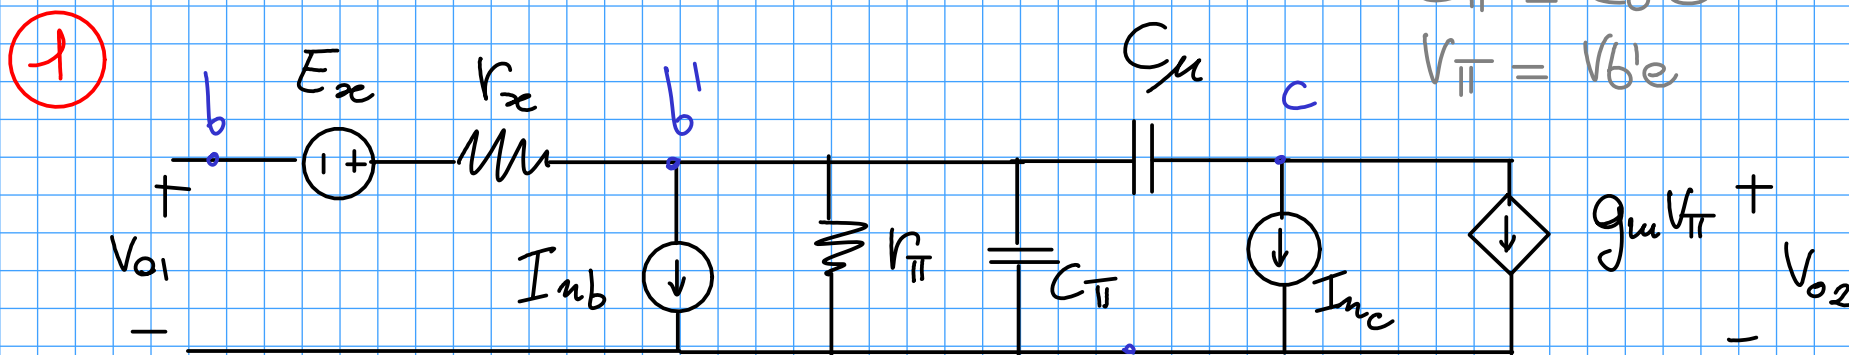 1
Vπ = Vb'e
b
Ex
rx
b'
Cμ
c
+
Vo1
−
Inb
rπ
Cπ
Inc
gmVπ
+
Vo2
−